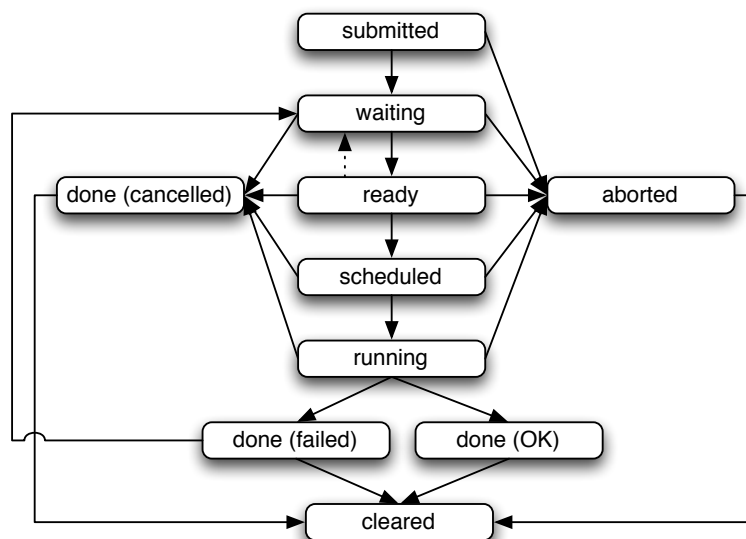 submitted
waiting
done (cancelled)
ready
aborted
scheduled
running
done (failed)
done (OK)
cleared